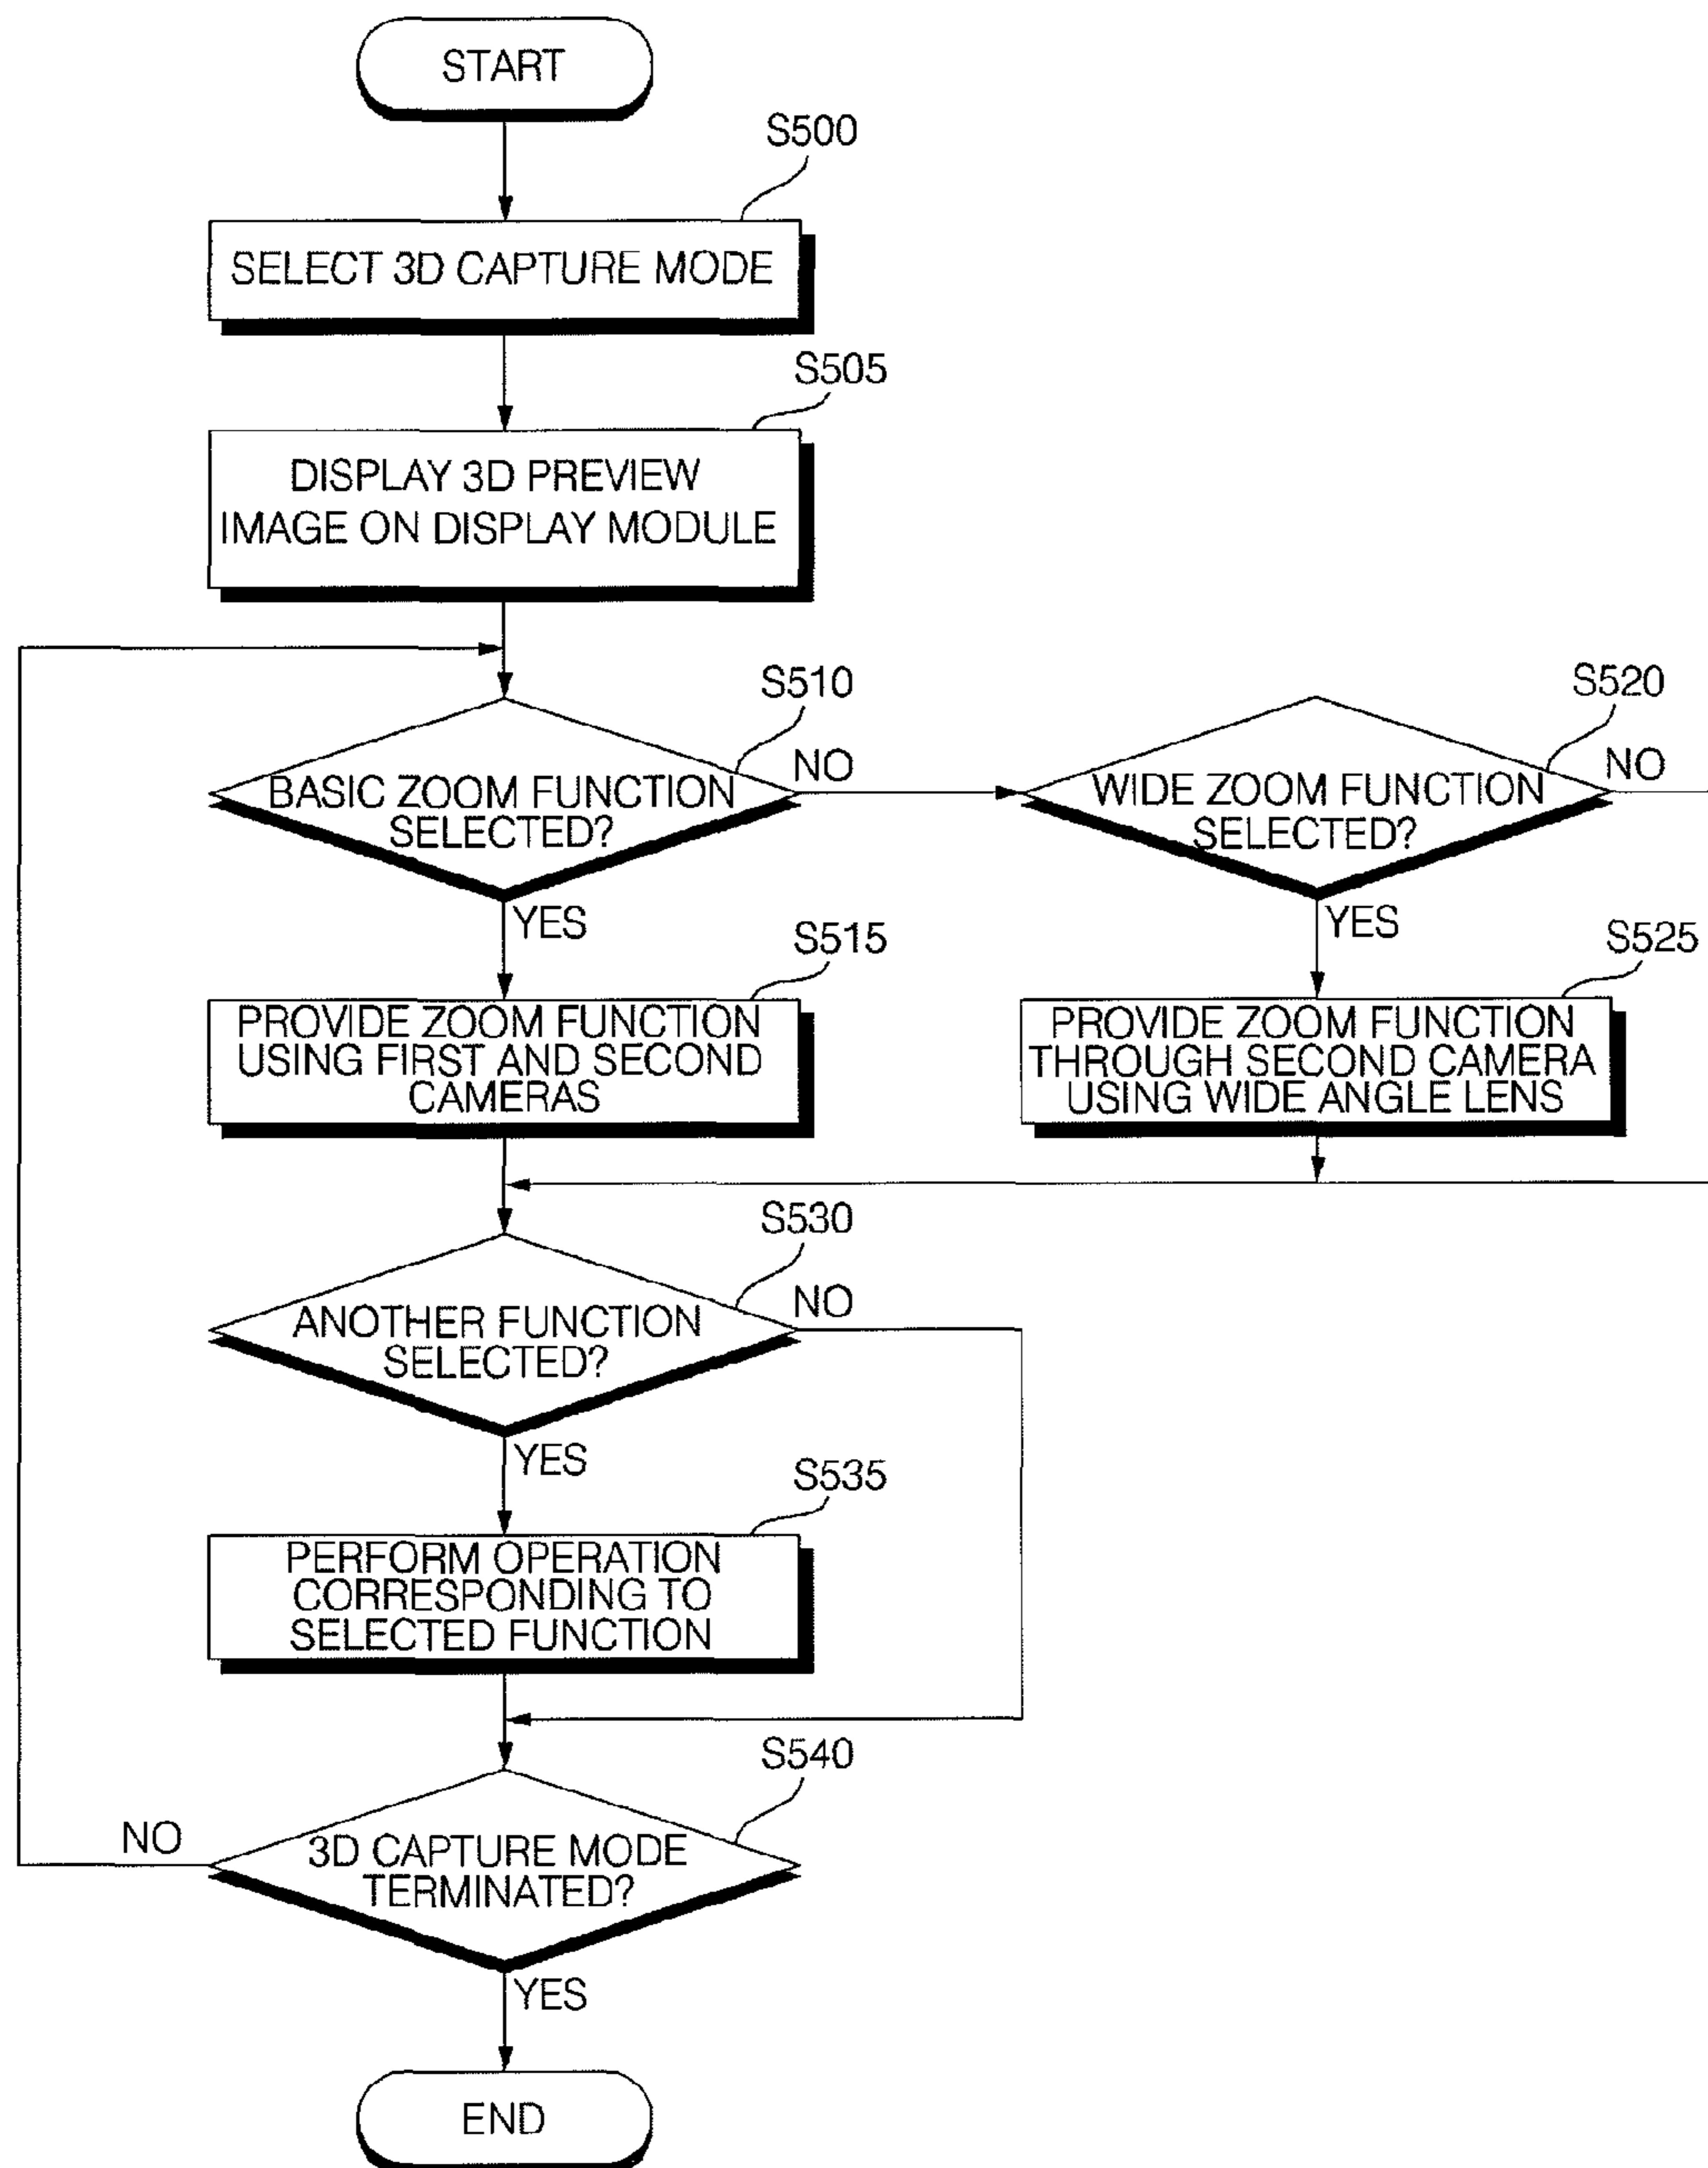 START
S500
SELECT 3D CAPTURE MODE
S505
DISPLAY 3D PREVIEW
IMAGE ON DISPLAY MODULE
S510
BASIC ZOOM FUNCTION
SELECTED?
NO
YES
S520
WIDE ZOOM FUNCTION
SELECTED?
NO
YES
S515
PROVIDE ZOOM FUNCTION
USING FIRST AND SECOND
CAMERAS
S525
PROVIDE ZOOM FUNCTION
THROUGH SECOND CAMERA
USING WIDE ANGLE LENS
S530
ANOTHER FUNCTION
SELECTED?
NO
YES
S535
PERFORM OPERATION
CORRESPONDING TO
SELECTED FUNCTION
S540
3D CAPTURE MODE
TERMINATED?
NO
YES
END